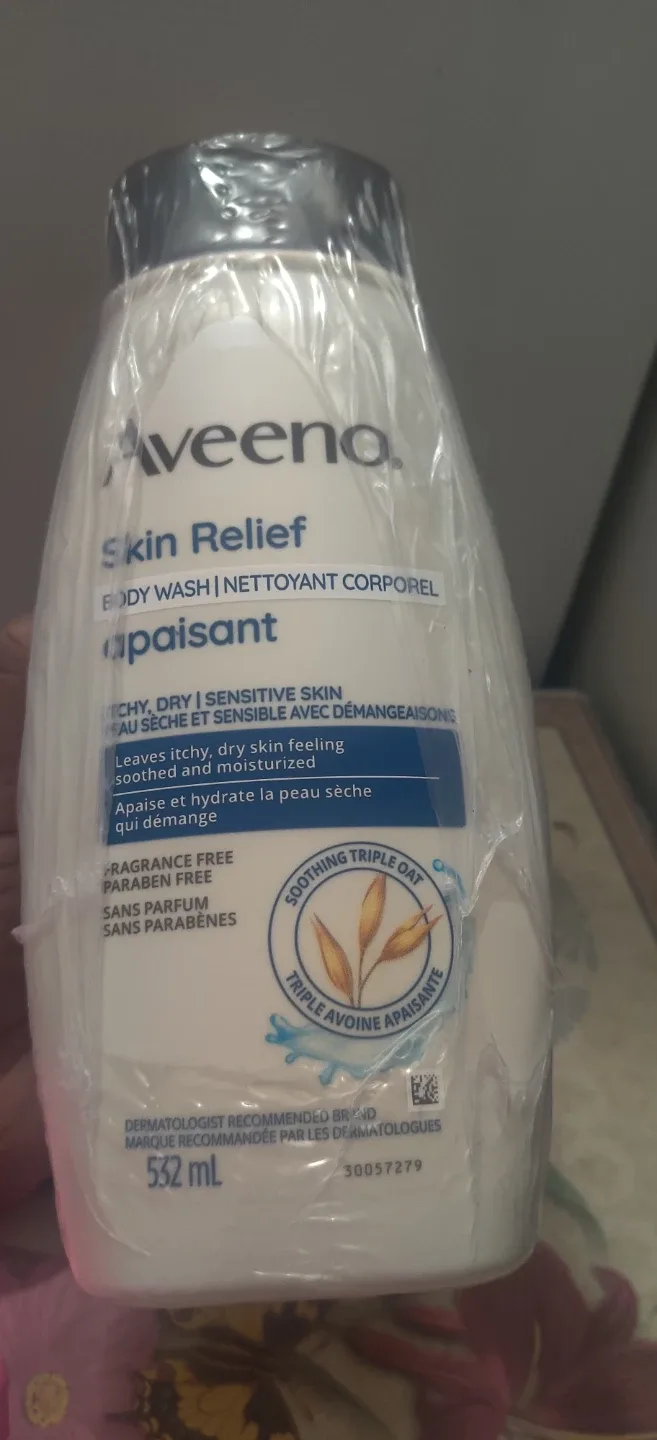 Aveeno®
Skin Relief
BODY WASH | NETTOYANT CORPOREL
apaisant
ITCHY, DRY | SENSITIVE SKIN
PEAU SÈCHE ET SENSIBLE AVEC DÉMANGEAISONS
Leaves itchy, dry skin feeling
soothed and moisturized
Apaise et hydrate la peau sèche
qui démange
FRAGRANCE FREE
PARABEN FREE
SANS PARFUM
SANS PARABÈNES
SOOTHING TRIPLE OAT
TRIPLE AVOINE APAISANTE
DERMATOLOGIST RECOMMENDED BRAND
MARQUE RECOMMANDÉE PAR LES DERMATOLOGUES
532 mL
30057279